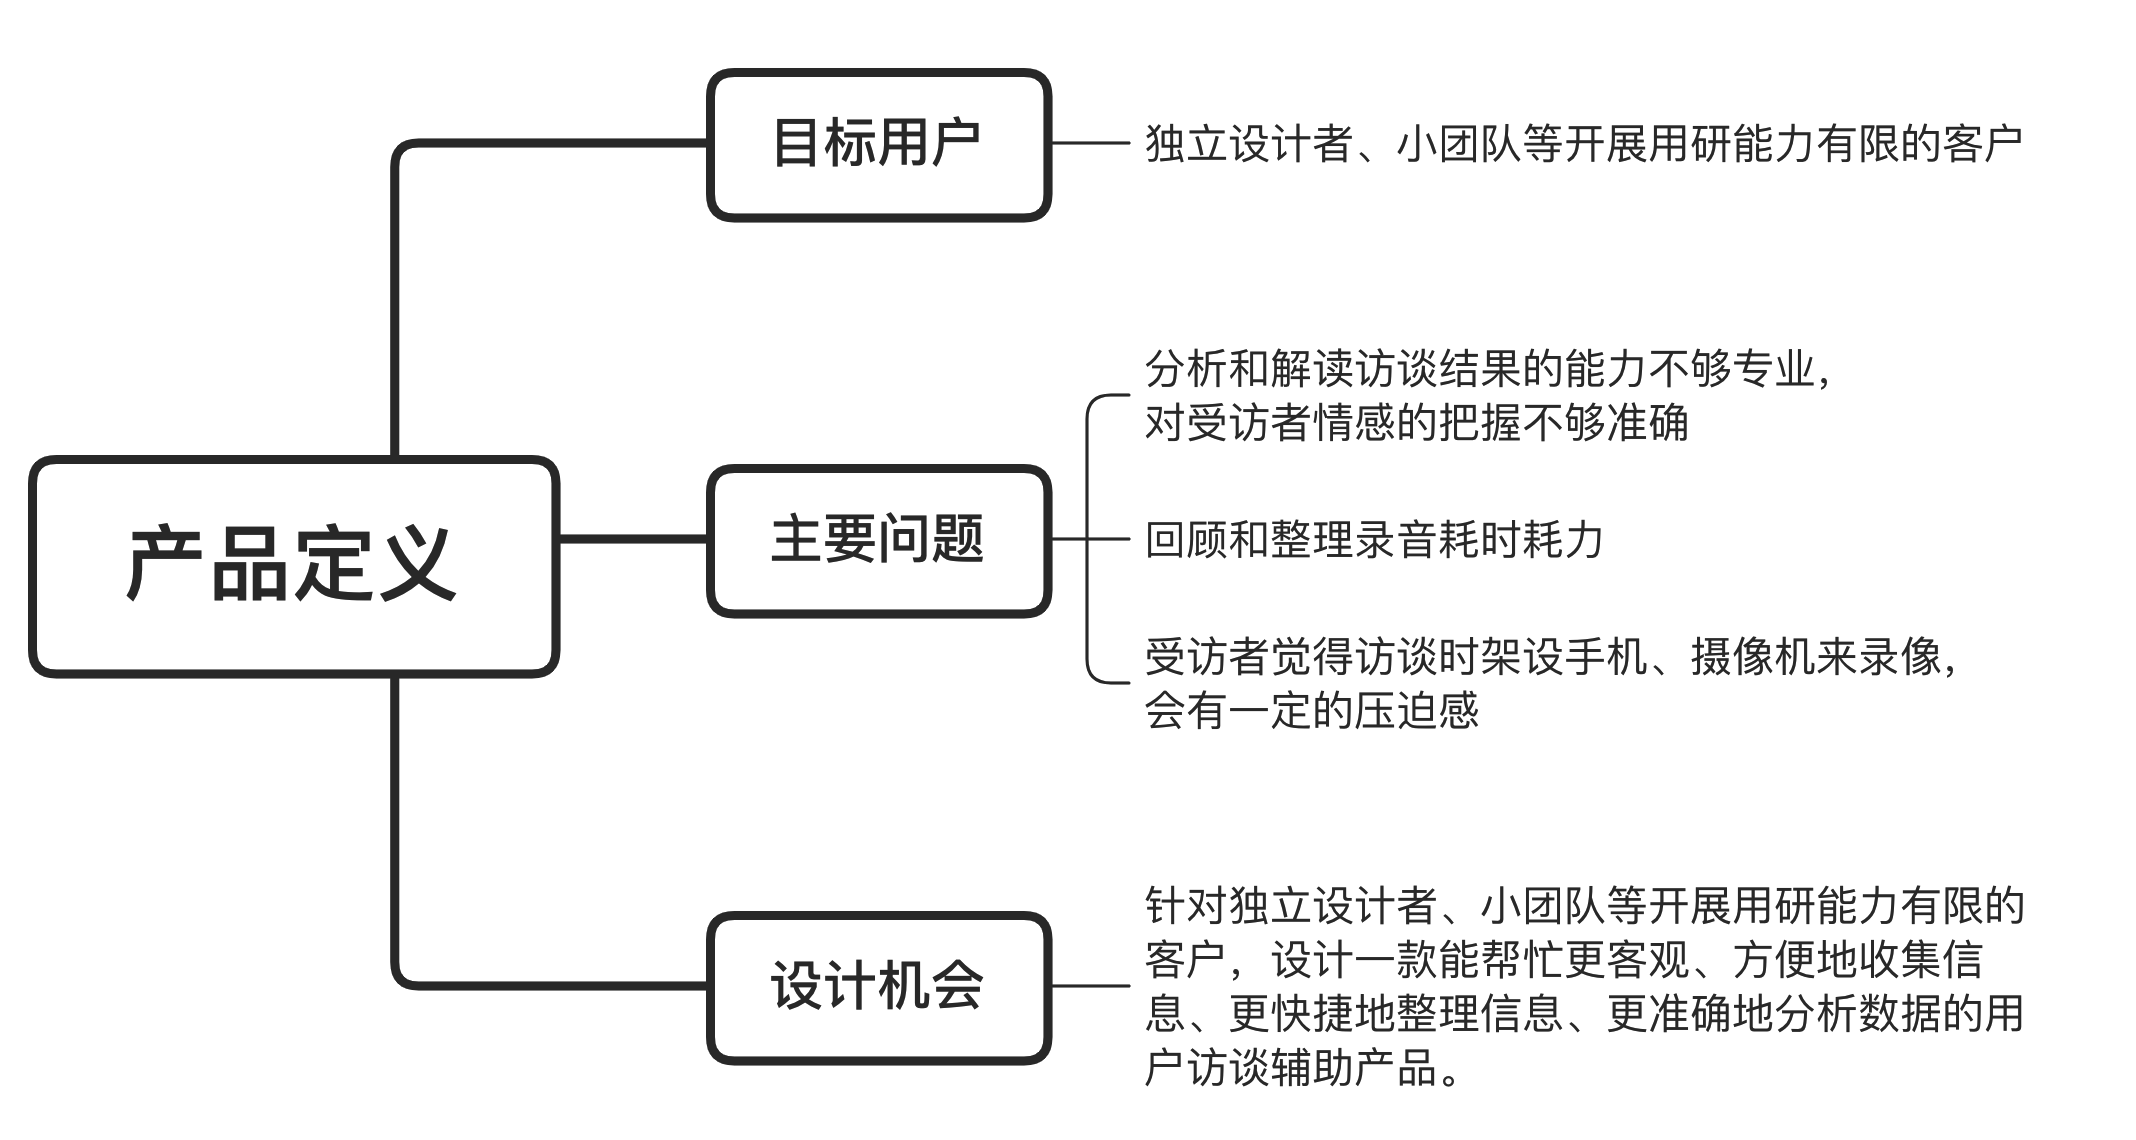 目标用户
独立设计者、小团队等开展用研能力有限的客户
分析和解读访谈结果的能力不够专业，
对受访者情感的把握不够准确
产品定义
主要问题
回顾和整理录音耗时耗力
受访者觉得访谈时架设手机、摄像机来录像，
会有一定的压迫感
设计机会
针对独立设计者、小团队等开展用研能力有限的
客户，设计一款能帮忙更客观、方便地收集信
息、更快捷地整理信息、更准确地分析数据的用
户访谈辅助产品。